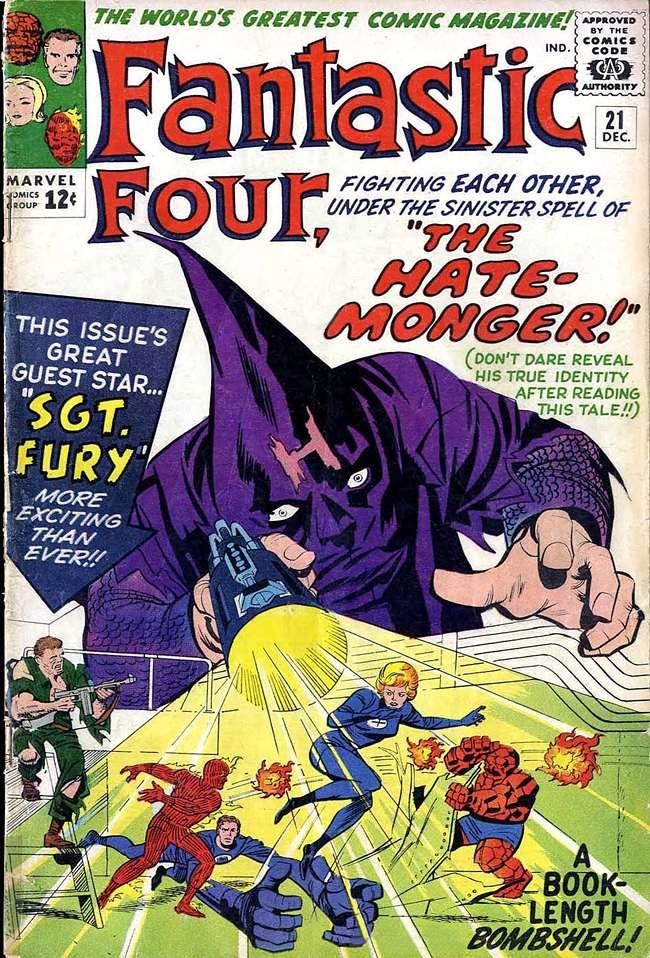 THE WORLD'S GREATEST COMIC MAGAZINE!
APPROVED
BY THE
COMICS
CODE
CA
AUTHORITY
IND.
Fantastic
21
DEC.
MARVEL
COMICS
GROUP
12¢
Four,
FIGHTING EACH OTHER,
UNDER THE SINISTER SPELL OF
"THE
HATE-
MONGER!"
(DON'T DARE REVEAL
HIS TRUE IDENTITY
AFTER READING
THIS TALE!!)
THIS ISSUE'S
GREAT
GUEST STAR...
"SGT.
FURY"
MORE
EXCITING
THAN
EVER!!
H
4
A
BOOK-
LENGTH
BOMBSHELL!